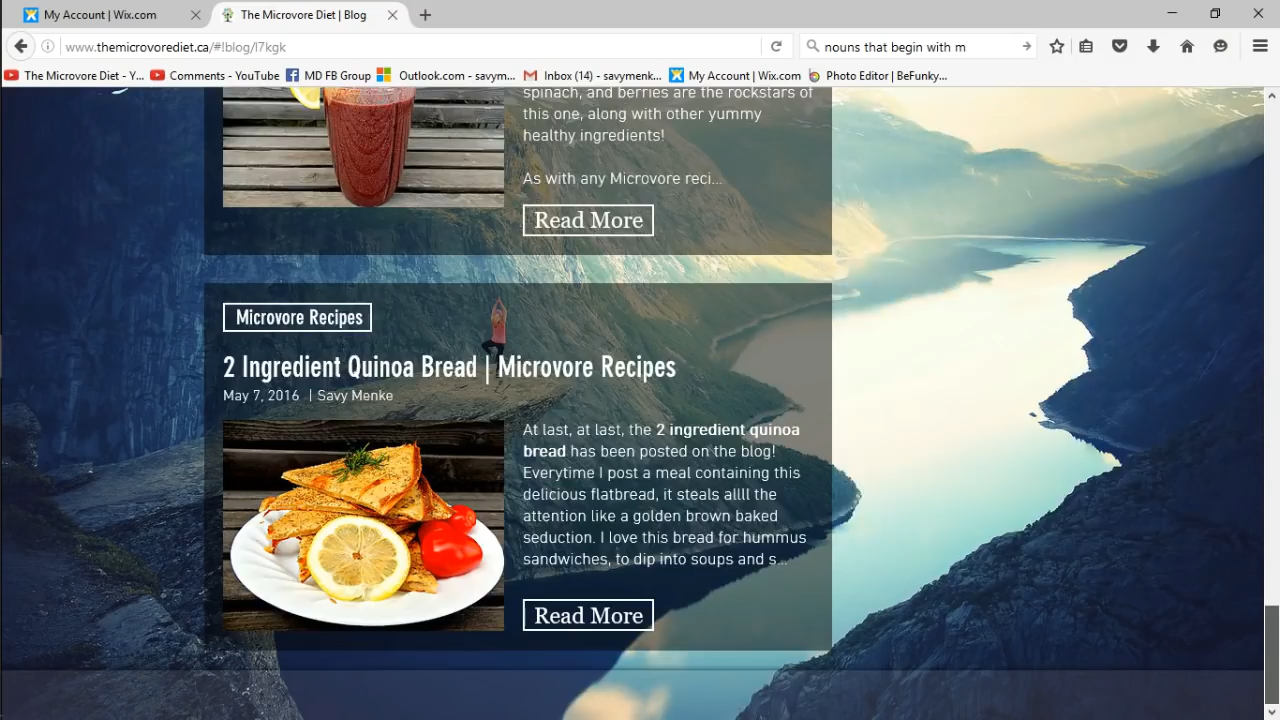 My Account | Wix.com
The Microvore Diet | Blog
www.themicrovorediet.ca/#!blog/l7kgk
nouns that begin with m
The Microvore Diet - Y...
Comments - YouTube
MD FB Group
Outlook.com - savym...
Inbox (14) - savymenk...
My Account | Wix.com
Photo Editor | BeFunky...
spinach, and berries are the rockstars of
this one, along with other yummy
healthy ingredients!
As with any Microvore reci...
Read More
Microvore Recipes
2 Ingredient Quinoa Bread | Microvore Recipes
May 7, 2016 | Savy Menke
At last, at last, the 2 ingredient quinoa
bread has been posted on the blog!
Everytime I post a meal containing this
delicious flatbread, it steals allll the
attention like a golden brown baked
seduction. I love this bread for hummus
sandwiches, to dip into soups and s...
Read More